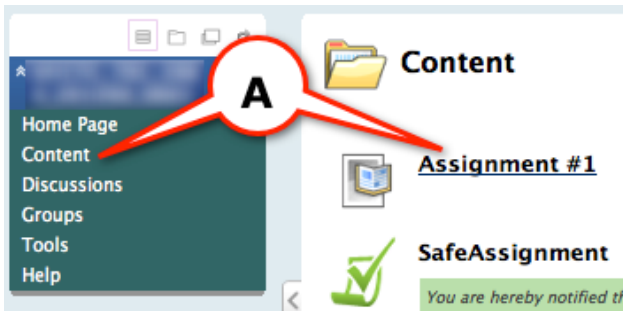 Home Page
Content
Discussions
Groups
Tools
Help
A
Content
Assignment #1
SafeAssignment
You are hereby notified th